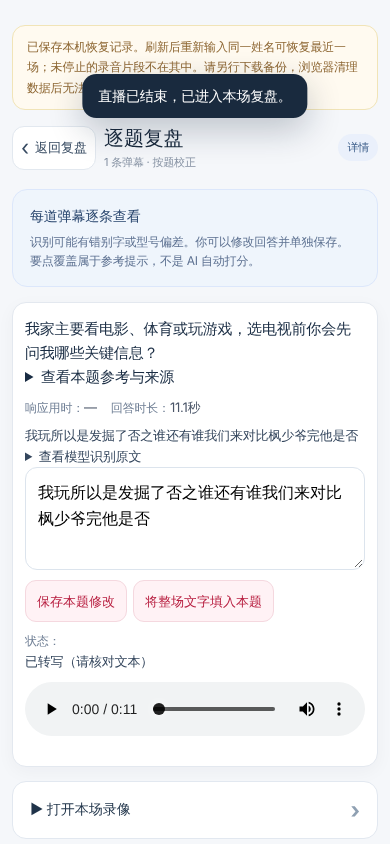 已保存本机恢复记录。刷新后重新输入同一姓名可恢复最近一
场；未停止的录音片段不在其中。请另行下载备份，浏览器清理
数据后无法
直播已结束，已进入本场复盘。
返回复盘
逐题复盘
1 条弹幕 · 按题校正
详情
每道弹幕逐条查看
识别可能有错别字或型号偏差。你可以修改回答并单独保存。
要点覆盖属于参考提示，不是 AI 自动打分。
我家主要看电影、体育或玩游戏，选电视前你会先
问我哪些关键信息？
查看本题参考与来源
响应用时：— 回答时长：11.1秒
我玩所以是发掘了否之谁还有谁我们来对比枫少爷完他是否
查看模型识别原文
我玩所以是发掘了否之谁还有谁我们来对比
枫少爷完他是否
保存本题修改
将整场文字填入本题
状态：
已转写（请核对文本）
0:00 / 0:11
打开本场录像